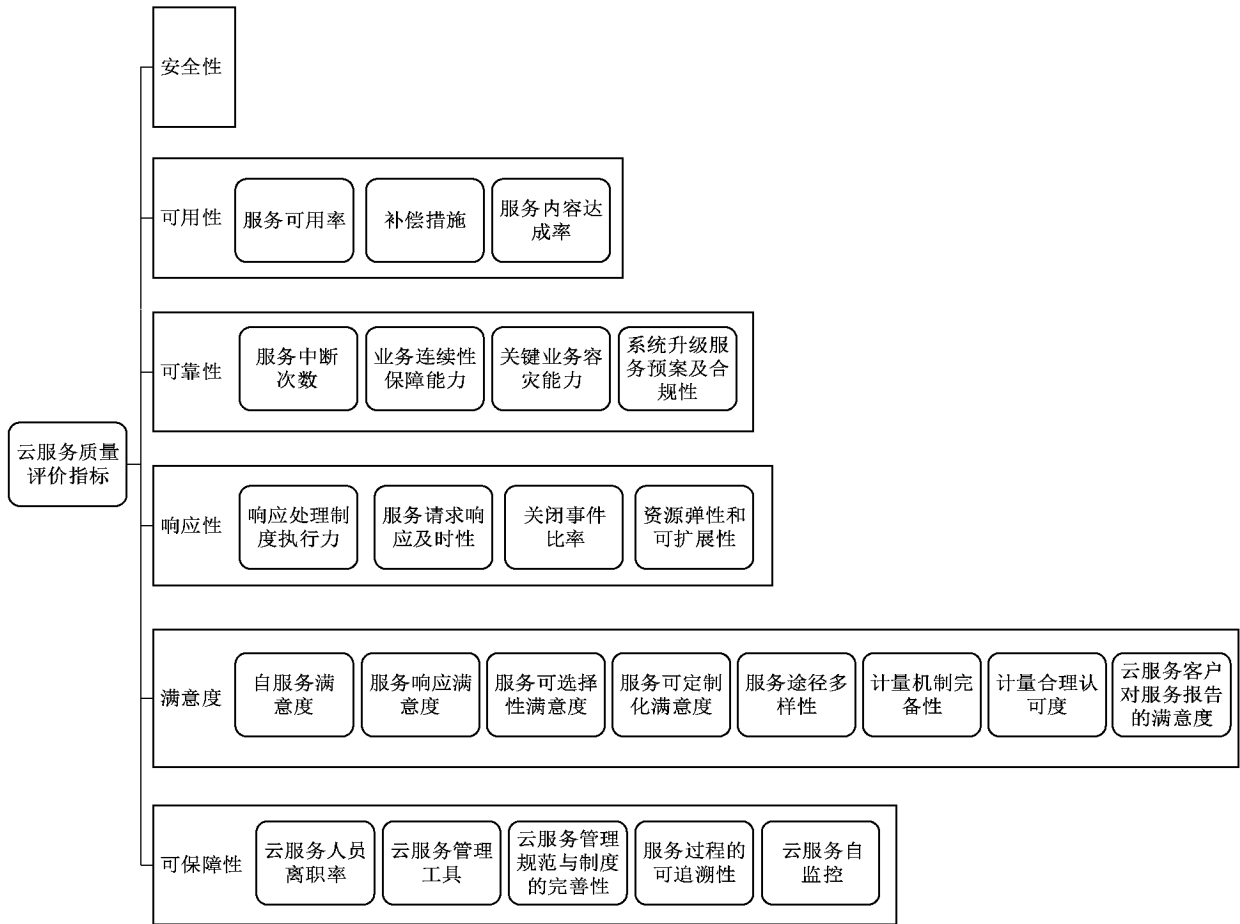 云服务质量
评价指标
安全性
可用性
服务可用率
补偿措施
服务内容达
成率
可靠性
服务中断
次数
业务连续性
保障能力
关键业务容
灾能力
系统升级服
务预案及合
规性
响应性
响应处理制
度执行力
服务请求响
应及时性
关闭事件
比率
资源弹性和
可扩展性
满意度
自服务满
意度
服务响应满
意度
服务可选择
性满意度
服务可定制
化满意度
服务途径多
样性
计量机制完
备性
计量合理认
可度
云服务客户
对服务报告
的满意度
可保障性
云服务人员
离职率
云服务管理
工具
云服务管理
规范与制度
的完善性
服务过程的
可追溯性
云服务自
监控